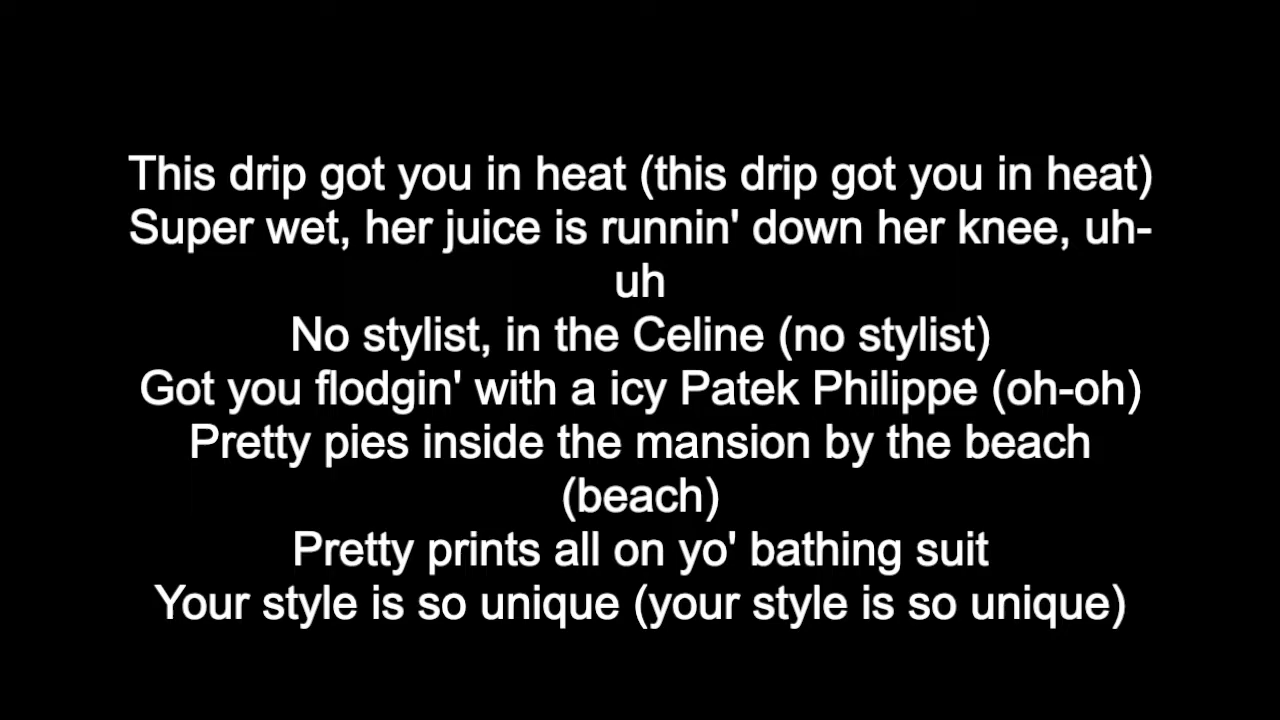 This drip got you in heat (this drip got you in heat)
Super wet, her juice is runnin' down her knee, uh-
uh
No stylist, in the Celine (no stylist)
Got you flodgin' with a icy Patek Philippe (oh-oh)
Pretty pies inside the mansion by the beach
(beach)
Pretty prints all on yo' bathing suit
Your style is so unique (your style is so unique)